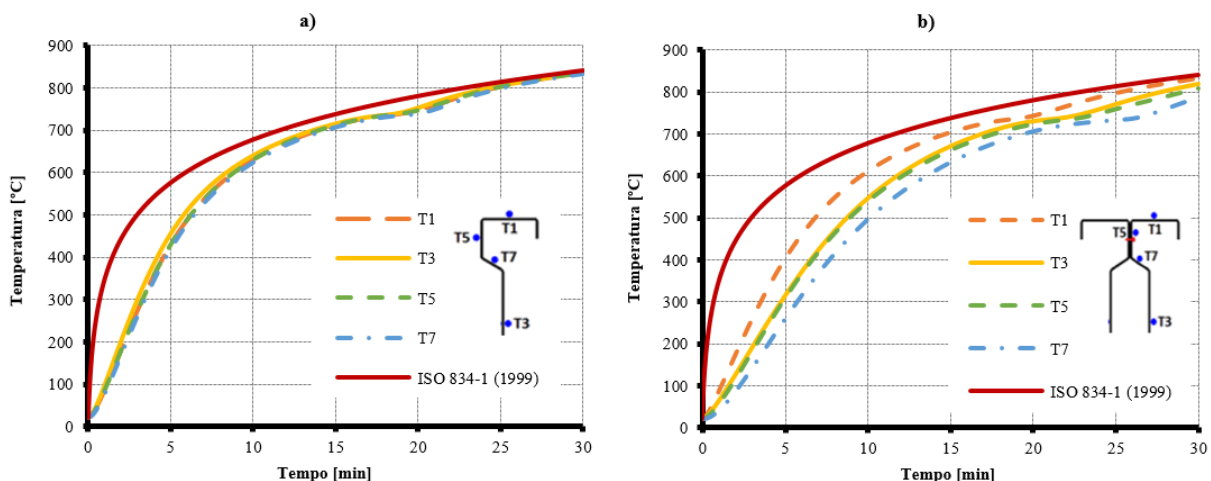 a)
900
800
700
600
500
400
300
200
100
0
Temperatura [ºC]
0 5 10 15 20 25 30
Tempo [min]
T1
T3
T5
T7
ISO 834-1 (1999)
T1
T5
T7
T3
b)
900
800
700
600
500
400
300
200
100
0
Temperatura [ºC]
0 5 10 15 20 25 30
Tempo [min]
T1
T3
T5
T7
ISO 834-1 (1999)
T5
T1
T7
T3